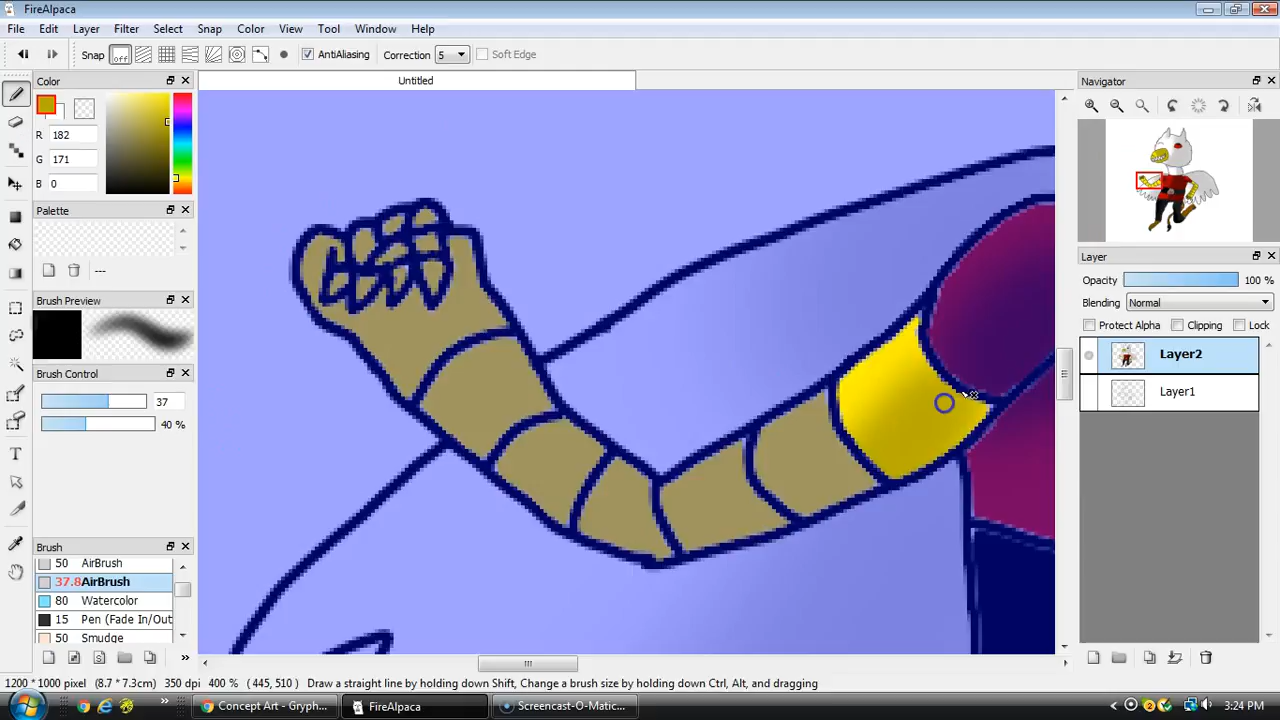 FireAlpaca
File Edit Layer Filter Select Snap Color View Tool Window Help
Snap off AntiAliasing Correction 5 Soft Edge
Untitled
Color
R 182
G 171
B 0
Palette
---
Brush Preview
Brush Control
37
40 %
Brush
50 AirBrush
37.8 AirBrush
80 Watercolor
15 Pen (Fade In/Out
50 Smudge
Navigator
Layer
Opacity 100 %
Blending Normal
Protect Alpha Clipping Lock
Layer2
Layer1
1200 * 1000 pixel (8.7 * 7.3cm) 350 dpi 400 % (445, 510) Draw a straight line by holding down Shift, Change a brush size by holding down Ctrl, Alt, and dragging
Concept Art - Gryph... FireAlpaca Screencast-O-Matic... 3:24 PM